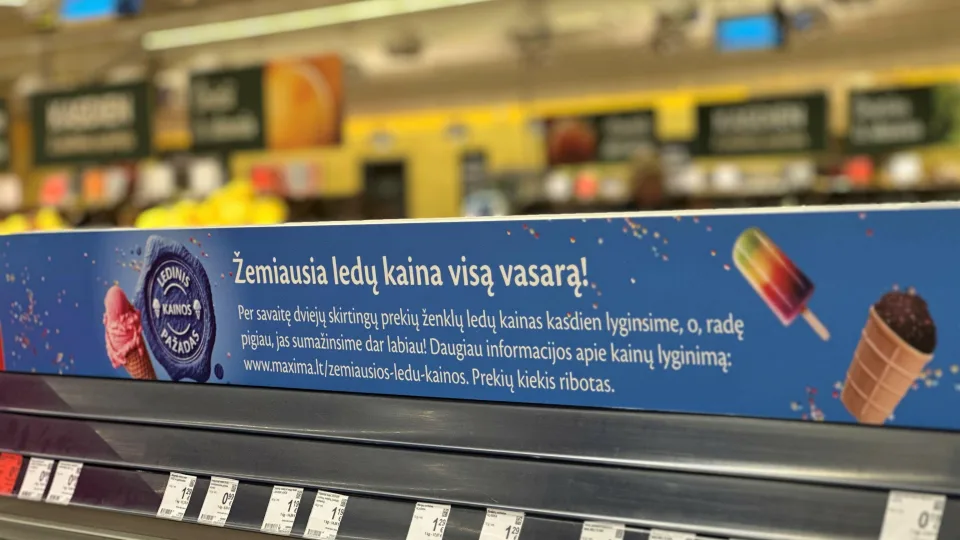 KASDIEN
KASDIEN
LEDINIS
KAINOS
PAŽADAS
Žemiausia ledų kaina visą vasarą!
Per savaitę dviejų skirtingų prekių ženklų ledų kainas kasdien lyginsime, o, radę
pigiau, jas sumažinsime dar labiau! Daugiau informacijos apie kainų lyginimą:
www.maxima.lt/zemiausios-ledu-kainos. Prekių kiekis ribotas.